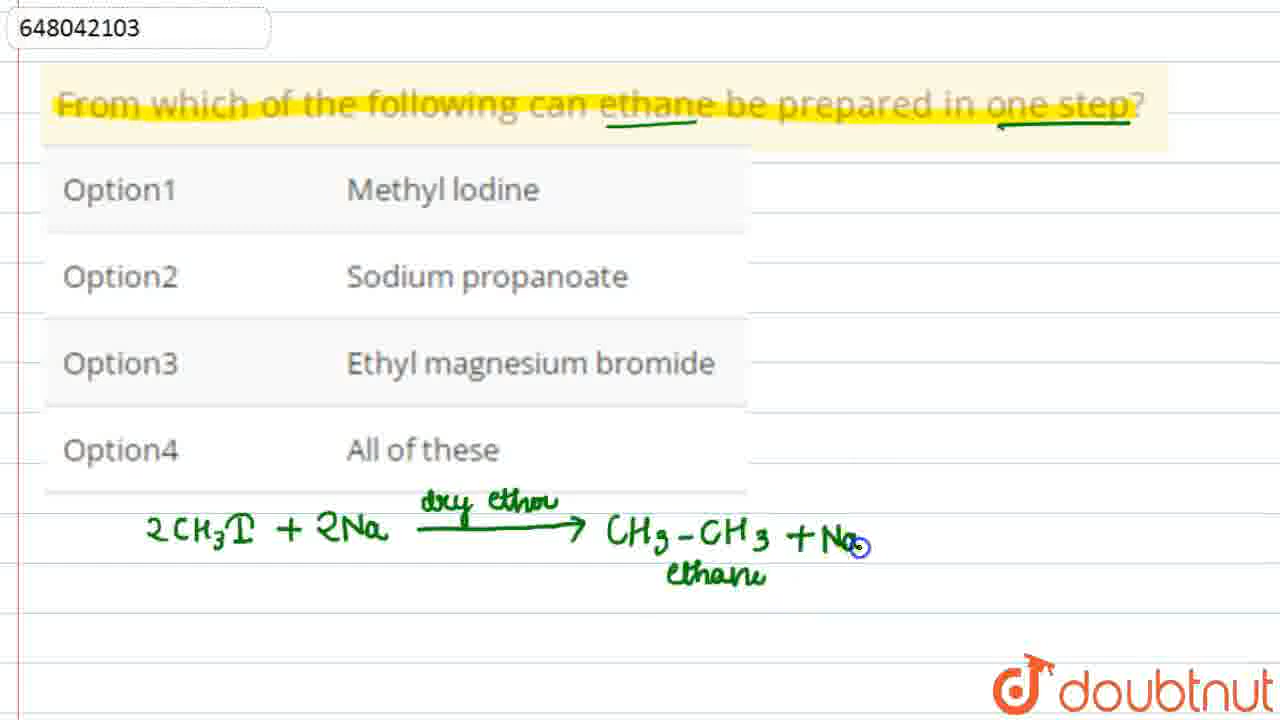 648042103
From which of the following can ethane be prepared in one step?
Option1 Methyl lodine
Option2 Sodium propanoate
Option3 Ethyl magnesium bromide
Option4 All of these
dry ether
2CH₃I + 2Na → CH₃-CH₃ + Na
ethane
doubtnut